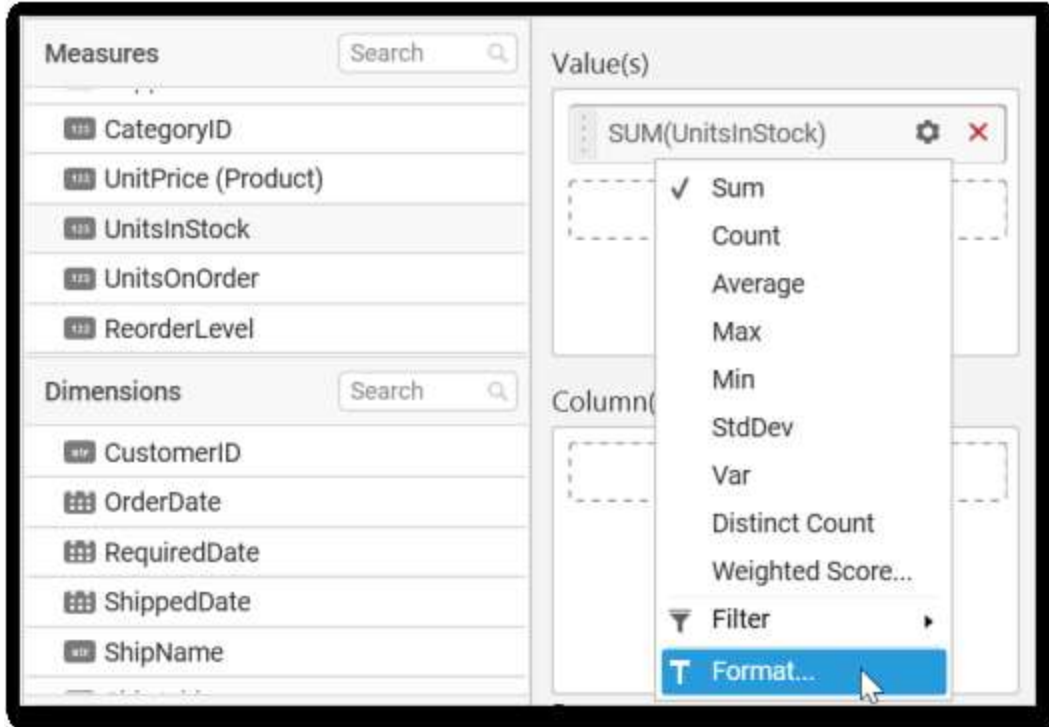 Measures
Search
CategoryID
UnitPrice (Product)
UnitsInStock
UnitsOnOrder
ReorderLevel
Dimensions
Search
CustomerID
OrderDate
RequiredDate
ShippedDate
ShipName
Value(s)
SUM(UnitsInStock)
Sum
Count
Average
Max
Min
StdDev
Var
Distinct Count
Weighted Score...
Filter
Format...
Column(